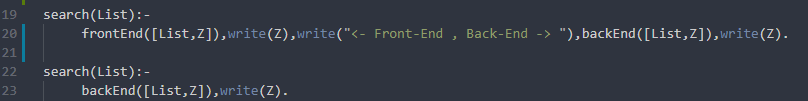 19 search(List):-
20 frontEnd([List,Z]),write(Z),write("<- Front-End , Back-End -> "),backEnd([List,Z]),write(Z).
21
22 search(List):-
23 backEnd([List,Z]),write(Z).